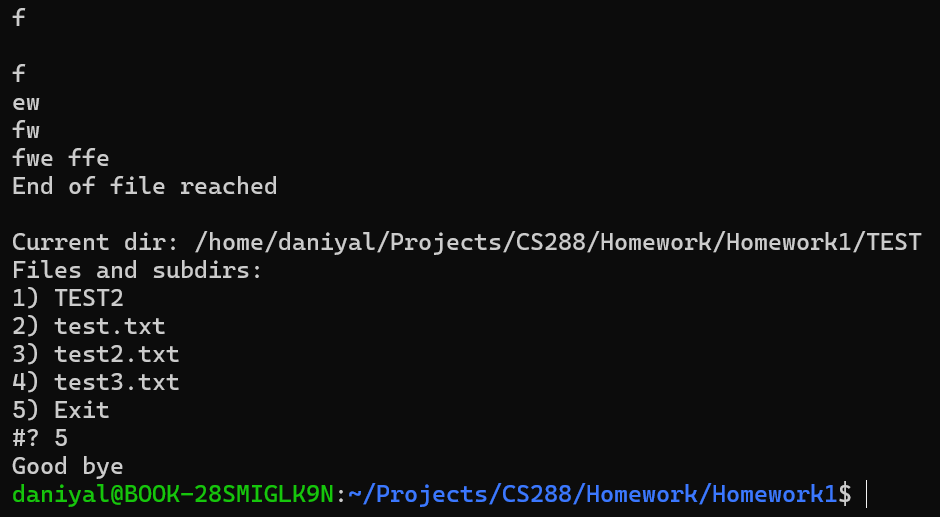 f
f
ew
fw
fwe ffe
End of file reached
Current dir: /home/daniyal/Projects/CS288/Homework/Homework1/TEST
Files and subdirs:
1) TEST2
2) test.txt
3) test2.txt
4) test3.txt
5) Exit
#? 5
Good bye
daniyal@BOOK-28SMIGLK9N:~/Projects/CS288/Homework/Homework1$